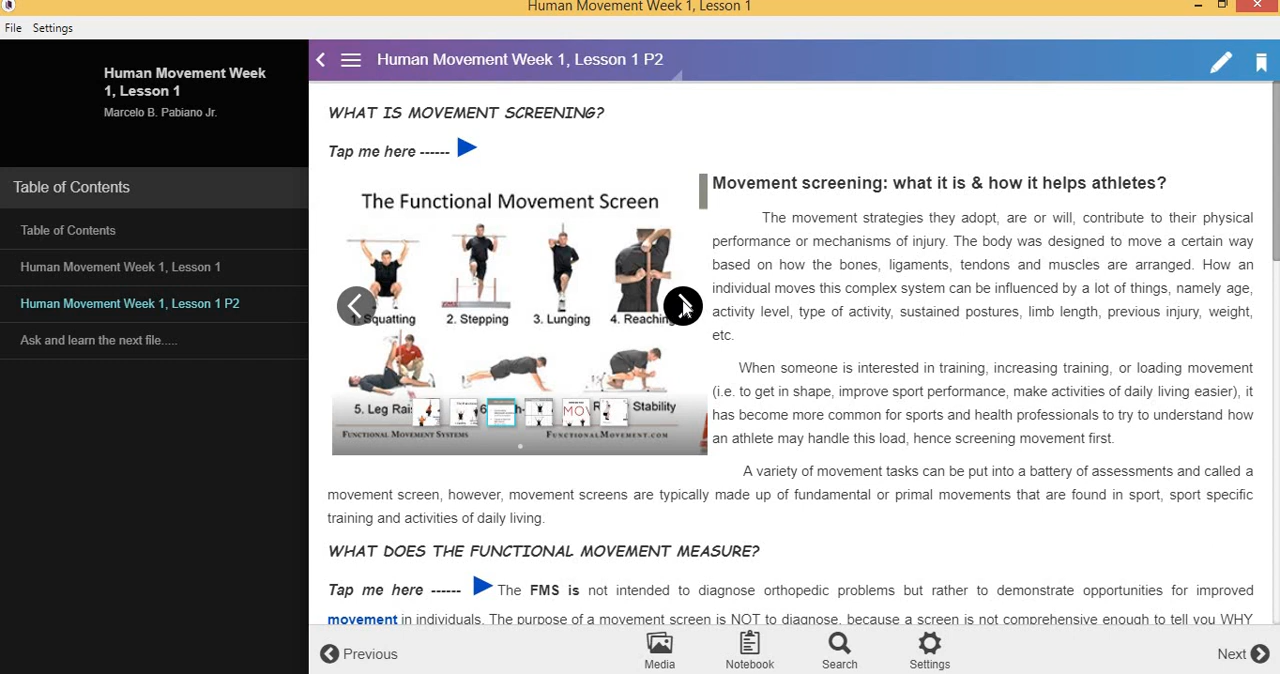 Human Movement Week 1, Lesson 1
File Settings
Human Movement Week
1, Lesson 1
Marcelo B. Pabiano Jr.
Table of Contents
Table of Contents
Human Movement Week 1, Lesson 1
Human Movement Week 1, Lesson 1 P2
Ask and learn the next file.....
Human Movement Week 1, Lesson 1 P2
WHAT IS MOVEMENT SCREENING?
Tap me here ------
The Functional Movement Screen
1. Squatting 2. Stepping 3. Lunging 4. Reaching
5. Leg Rai 6 Stability
FUNCTIONAL MOVEMENT SYSTEMS FUNCTIONALMOVEMENT.COM
Movement screening: what it is & how it helps athletes?
The movement strategies they adopt, are or will, contribute to their physical
performance or mechanisms of injury. The body was designed to move a certain way
based on how the bones, ligaments, tendons and muscles are arranged. How an
individual moves this complex system can be influenced by a lot of things, namely age,
activity level, type of activity, sustained postures, limb length, previous injury, weight,
etc.
When someone is interested in training, increasing training, or loading movement
(i.e. to get in shape, improve sport performance, make activities of daily living easier), it
has become more common for sports and health professionals to try to understand how
an athlete may handle this load, hence screening movement first.
A variety of movement tasks can be put into a battery of assessments and called a
movement screen, however, movement screens are typically made up of fundamental or primal movements that are found in sport, sport specific
training and activities of daily living.
WHAT DOES THE FUNCTIONAL MOVEMENT MEASURE?
Tap me here ------ The FMS is not intended to diagnose orthopedic problems but rather to demonstrate opportunities for improved
movement in individuals. The purpose of a movement screen is NOT to diagnose, because a screen is not comprehensive enough to tell you WHY
Previous
Media
Notebook
Search
Settings
Next